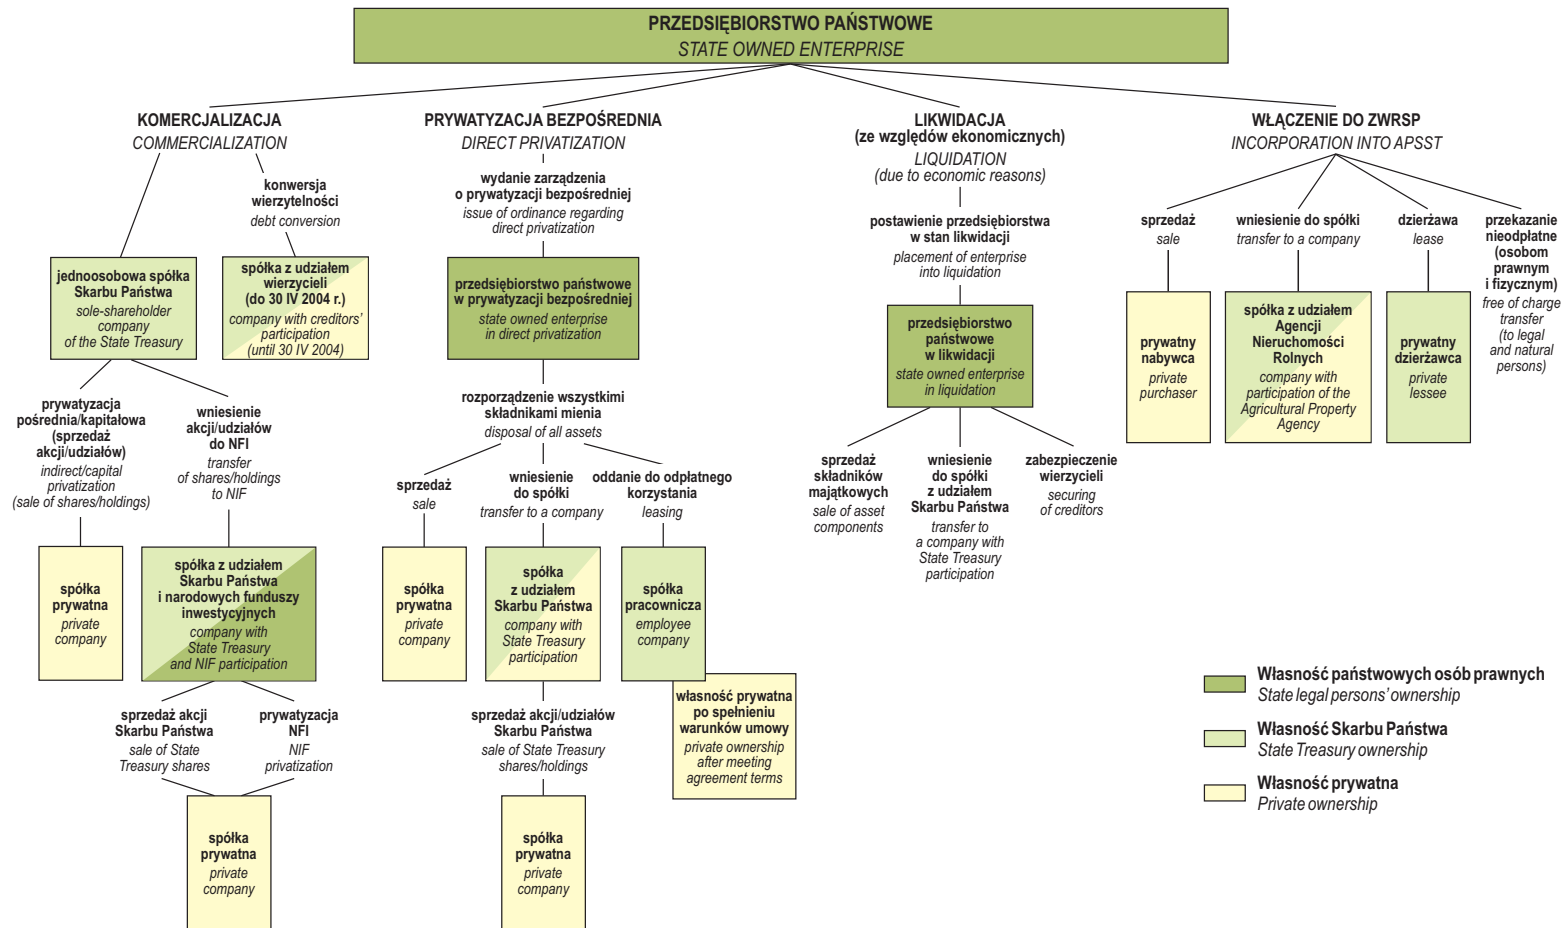 PRZEDSIĘBIORSTWO PAŃSTWOWE
STATE OWNED ENTERPRISE
KOMERCJALIZACJA
COMMERCIALIZATION
konwersja
wierzytelności
debt conversion
jednoosobowa spółka
Skarbu Państwa
sole-shareholder
company
of the State Treasury
spółka z udziałem
wierzycieli
(do 30 IV 2004 r.)
company with creditors'
participation
(until 30 IV 2004)
prywatyzacja
pośrednia/kapitałowa
(sprzedaż
akcji/udziałów)
indirect/capital
privatization
(sale of shares/holdings)
wniesienie
akcji/udziałów
do NFI
transfer
of shares/holdings
to NIF
spółka
prywatna
private
company
spółka z udziałem
Skarbu Państwa
i narodowych funduszy
inwestycyjnych
company with
State Treasury
and NIF participation
sprzedaż akcji
Skarbu Państwa
sale of State
Treasury shares
prywatyzacja
NFI
NIF
privatization
spółka
prywatna
private
company
PRYWATYZACJA BEZPOŚREDNIA
DIRECT PRIVATIZATION
wydanie zarządzenia
o prywatyzacji bezpośredniej
issue of ordinance regarding
direct privatization
przedsiębiorstwo państwowe
w prywatyzacji bezpośredniej
state owned enterprise
in direct privatization
rozporządzenie wszystkimi
składnikami mienia
disposal of all assets
sprzedaż
sale
wniesienie
do spółki
transfer to a company
oddanie do odpłatnego
korzystania
leasing
spółka
prywatna
private
company
spółka
z udziałem
Skarbu Państwa
company with
State Treasury
participation
spółka
pracownicza
employee
company
własność prywatna
po spełnieniu
warunków umowy
private ownership
after meeting
agreement terms
sprzedaż akcji/udziałów
Skarbu Państwa
sale of State Treasury
shares/holdings
spółka
prywatna
private
company
LIKWIDACJA
(ze względów ekonomicznych)
LIQUIDATION
(due to economic reasons)
postawienie przedsiębiorstwa
w stan likwidacji
placement of enterprise
into liquidation
przedsiębiorstwo
państwowe
w likwidacji
state owned enterprise
in liquidation
sprzedaż
składników
majątkowych
sale of asset
components
wniesienie
do spółki
z udziałem
Skarbu Państwa
transfer to
a company with
State Treasury
participation
zabezpieczenie
wierzycieli
securing
of creditors
WŁĄCZENIE DO ZWRSP
INCORPORATION INTO APSST
sprzedaż
sale
wniesienie do spółki
transfer to a company
dzierżawa
lease
przekazanie
nieodpłatne
(osobom
prawnym
i fizycznym)
free of charge
transfer
(to legal
and natural
persons)
prywatny
nabywca
private
purchaser
spółka z udziałem
Agencji
Nieruchomości
Rolnych
company with
participation of the
Agricultural Property
Agency
prywatny
dzierżawca
private
lessee
Własność państwowych osób prawnych
State legal persons' ownership
Własność Skarbu Państwa
State Treasury ownership
Własność prywatna
Private ownership